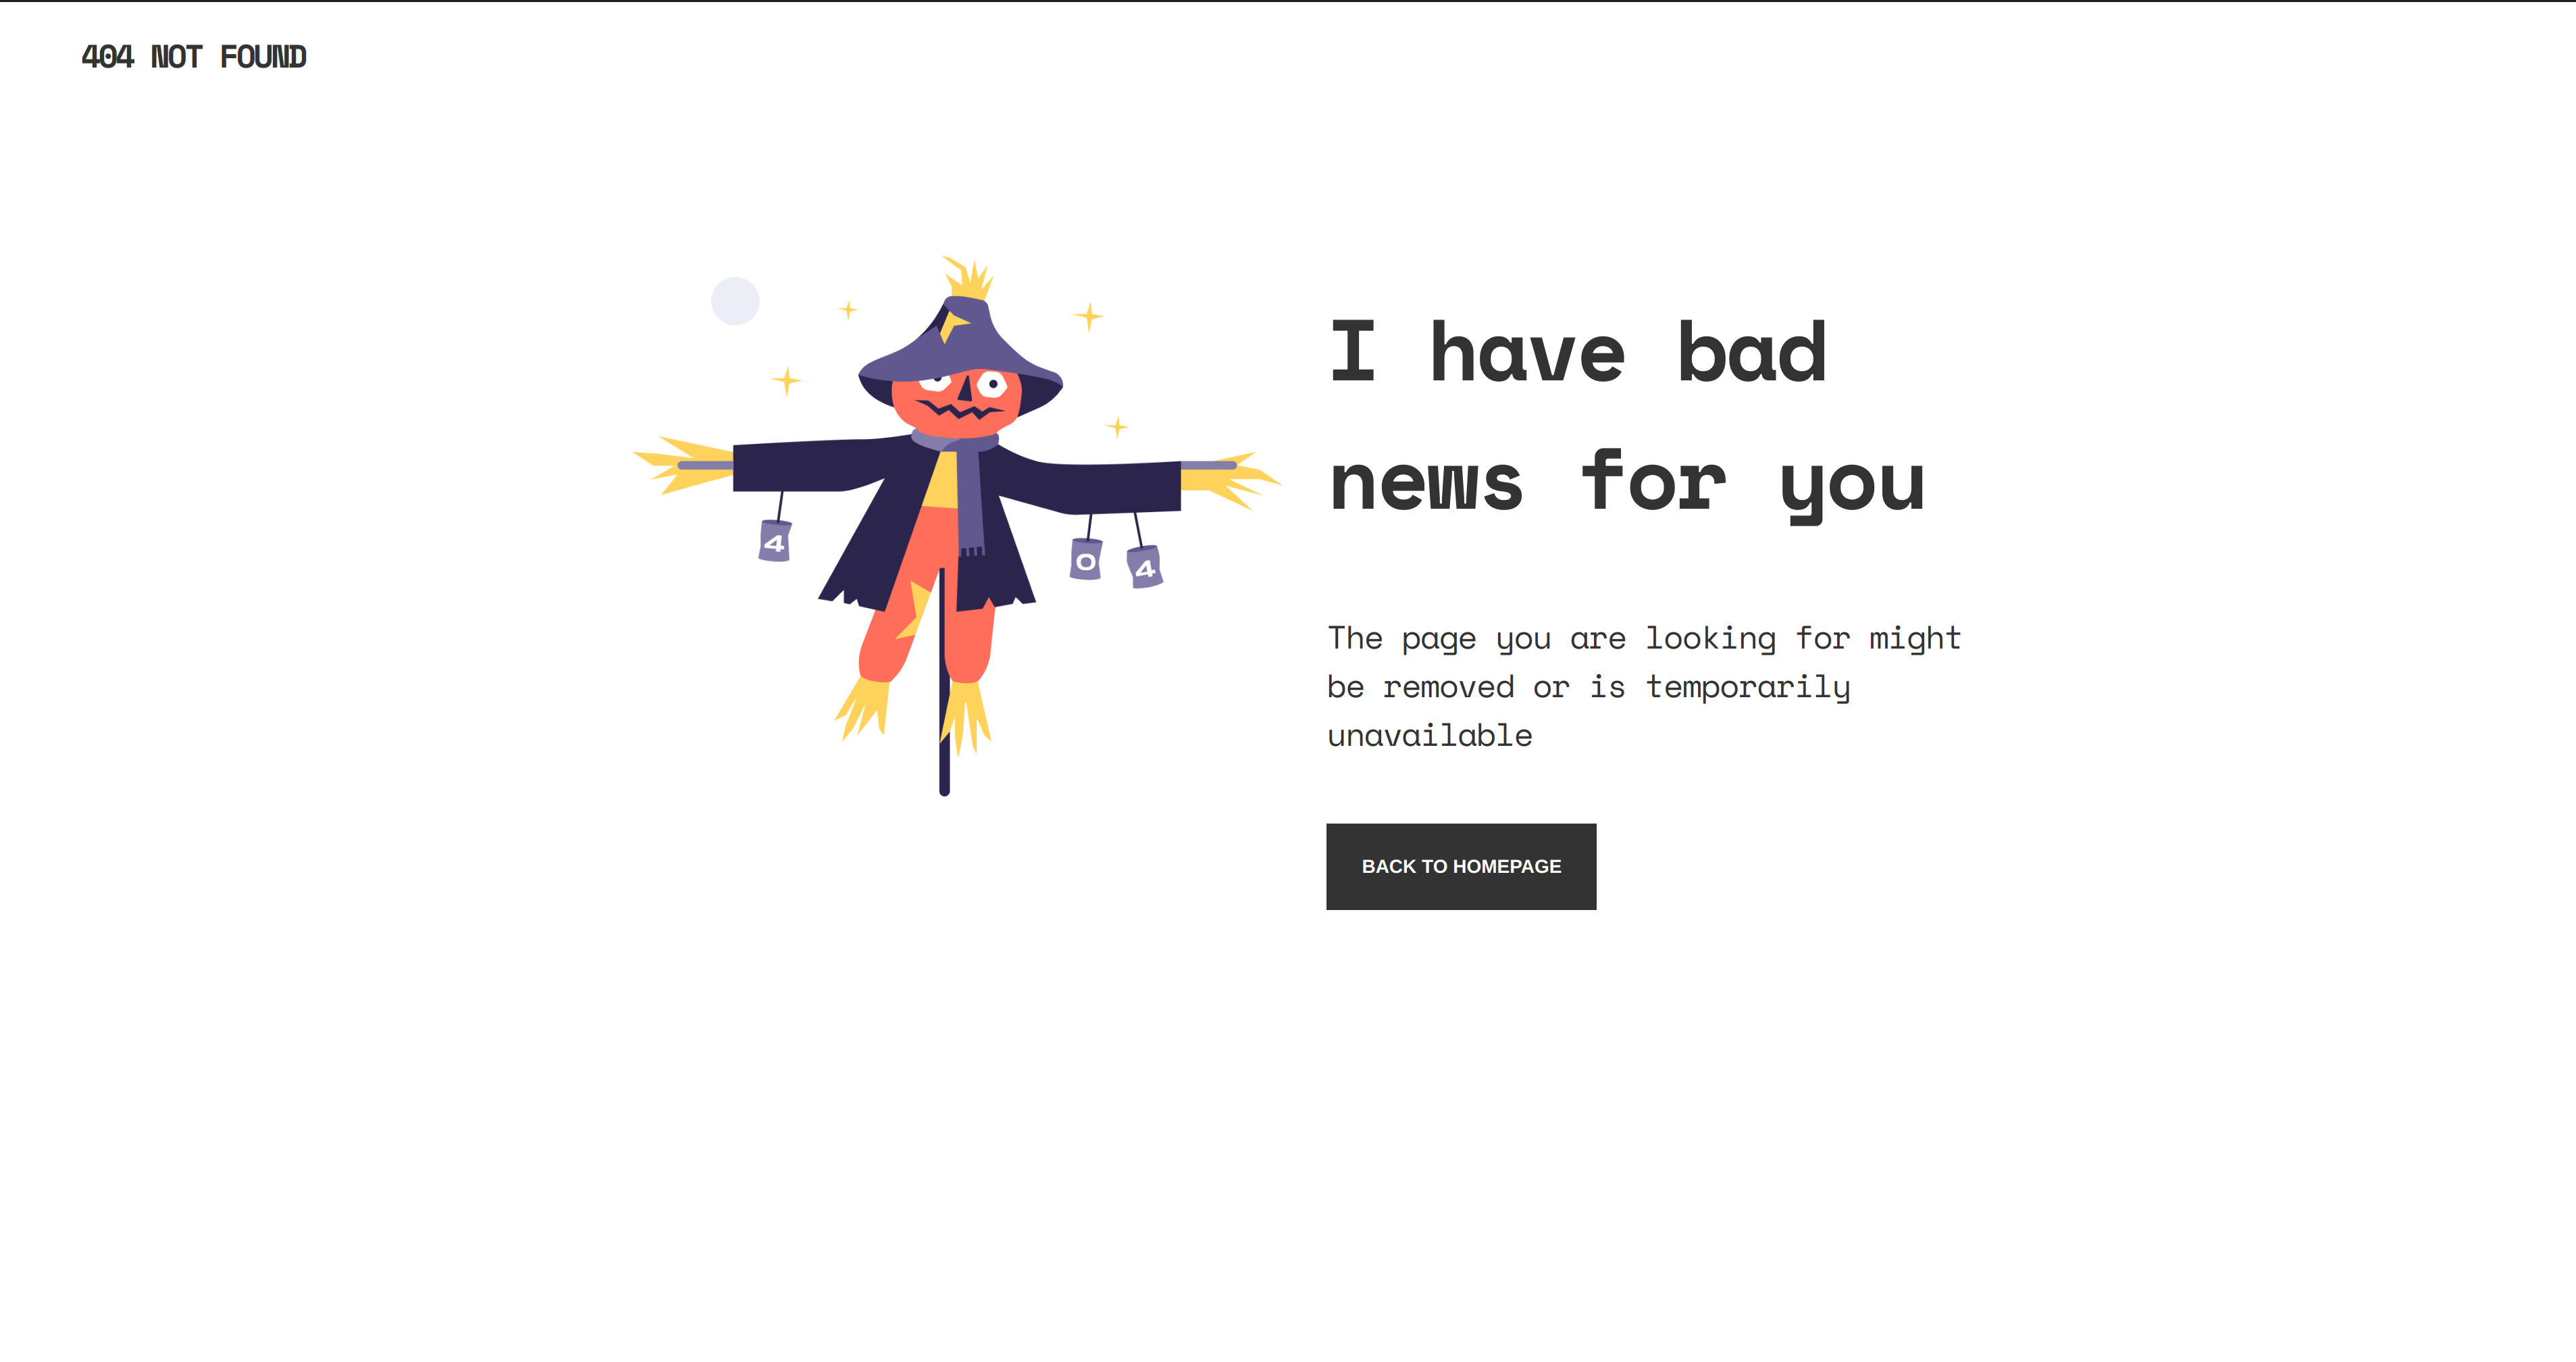 404 NOT FOUND
4
0
4
I have bad
news for you
The page you are looking for might
be removed or is temporarily
unavailable
BACK TO HOMEPAGE